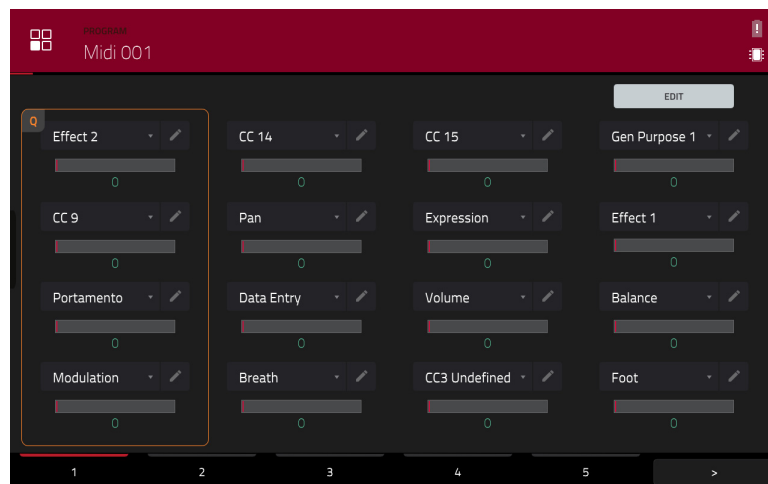 PROGRAM
Midi 001
EDIT
Q
Effect 2 CC 14 CC 15 Gen Purpose 1
0 0 0 0
CC 9 Pan Expression Effect 1
0 0 0 0
Portamento Data Entry Volume Balance
0 0 0 0
Modulation Breath CC3 Undefined Foot
0 0 0 0
1 2 3 4 5 >